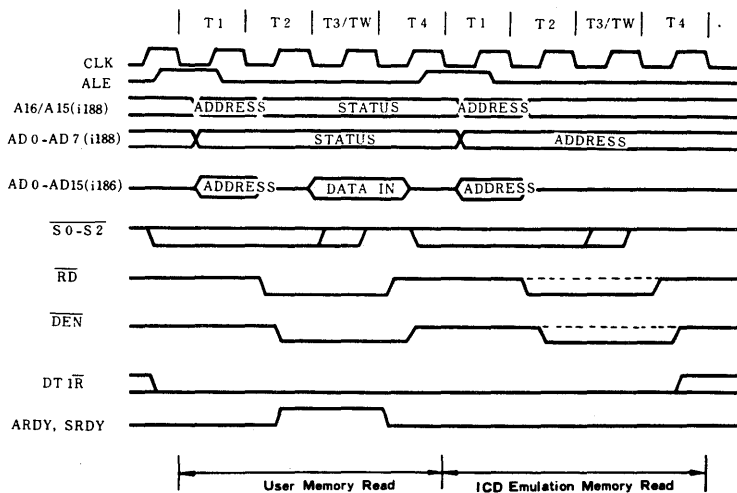 T1 T2 T3/TW T4 T1 T2 T3/TW T4
CLK
ALE
A16/A15(i188) ADDRESS STATUS ADDRESS
AD0-AD7(i188) STATUS ADDRESS
AD0-AD15(i186) ADDRESS DATA IN ADDRESS
S0-S2
RD
DEN
DT1R
ARDY, SRDY
User Memory Read ICD Emulation Memory Read